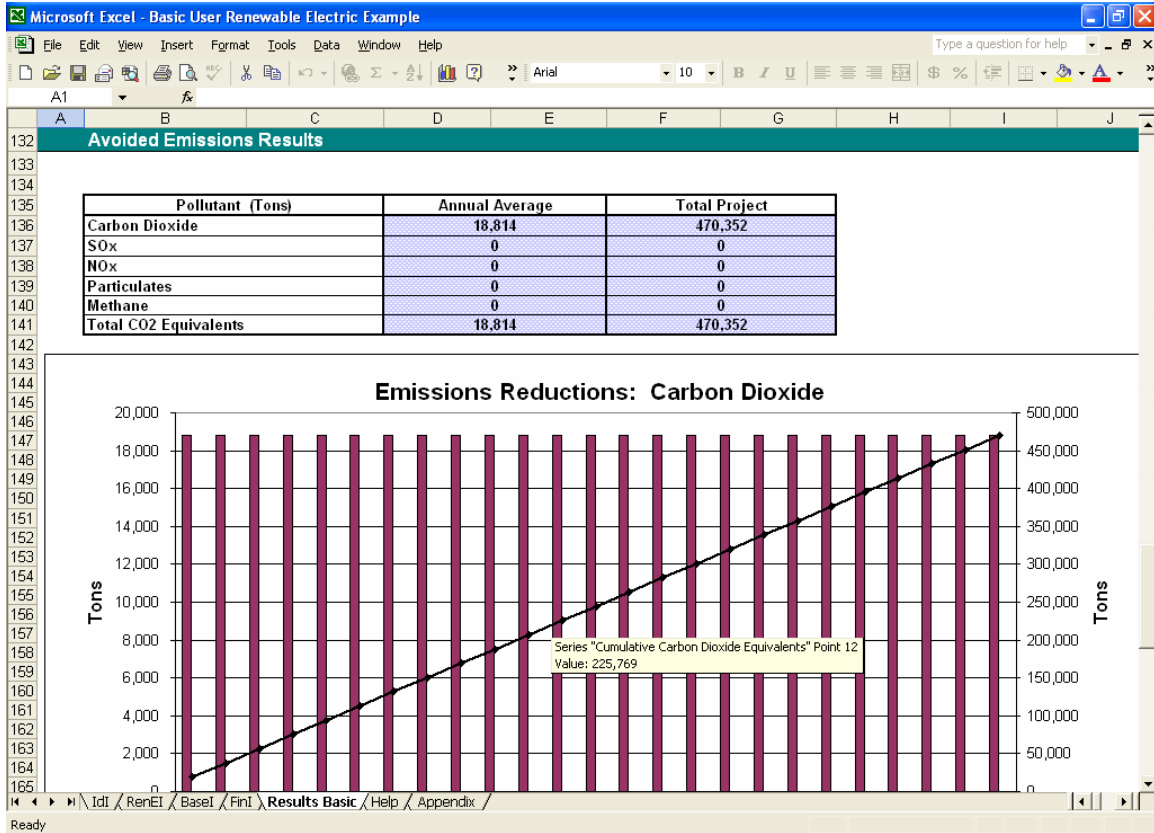 Microsoft Excel - Basic User Renewable Electric Example
File Edit View Insert Format Tools Data Window Help Type a question for help
Arial 10 B I U $ %
A1 fx
A B C D E F G H I J
132 Avoided Emissions Results
133
134
135 Pollutant (Tons) Annual Average Total Project
136 Carbon Dioxide 18,814 470,352
137 SOx 0 0
138 NOx 0 0
139 Particulates 0 0
140 Methane 0 0
141 Total CO2 Equivalents 18,814 470,352
142
143
144
Emissions Reductions: Carbon Dioxide
145
20,000 500,000
146
147
18,000 450,000
148
149
16,000 400,000
150
151
14,000 350,000
152
153
12,000 300,000
154
155
10,000 250,000
Tons Tons
156
157
8,000 200,000
158
Series "Cumulative Carbon Dioxide Equivalents" Point 12
Value: 225,769
159
6,000 150,000
160
161
4,000 100,000
162
163
2,000 50,000
164
165
0 0
IdI RenEI BaseI FinI Results Basic Help Appendix
Ready